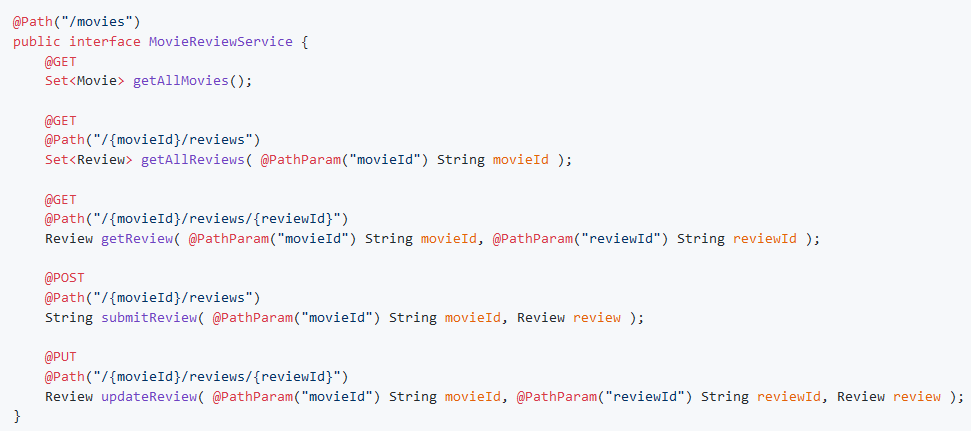 @Path("/movies")
public interface MovieReviewService {
    @GET
    Set<Movie> getAllMovies();

    @GET
    @Path("/{movieId}/reviews")
    Set<Review> getAllReviews( @PathParam("movieId") String movieId );

    @GET
    @Path("/{movieId}/reviews/{reviewId}")
    Review getReview( @PathParam("movieId") String movieId, @PathParam("reviewId") String reviewId );

    @POST
    @Path("/{movieId}/reviews")
    String submitReview( @PathParam("movieId") String movieId, Review review );

    @PUT
    @Path("/{movieId}/reviews/{reviewId}")
    Review updateReview( @PathParam("movieId") String movieId, @PathParam("reviewId") String reviewId, Review review );
}